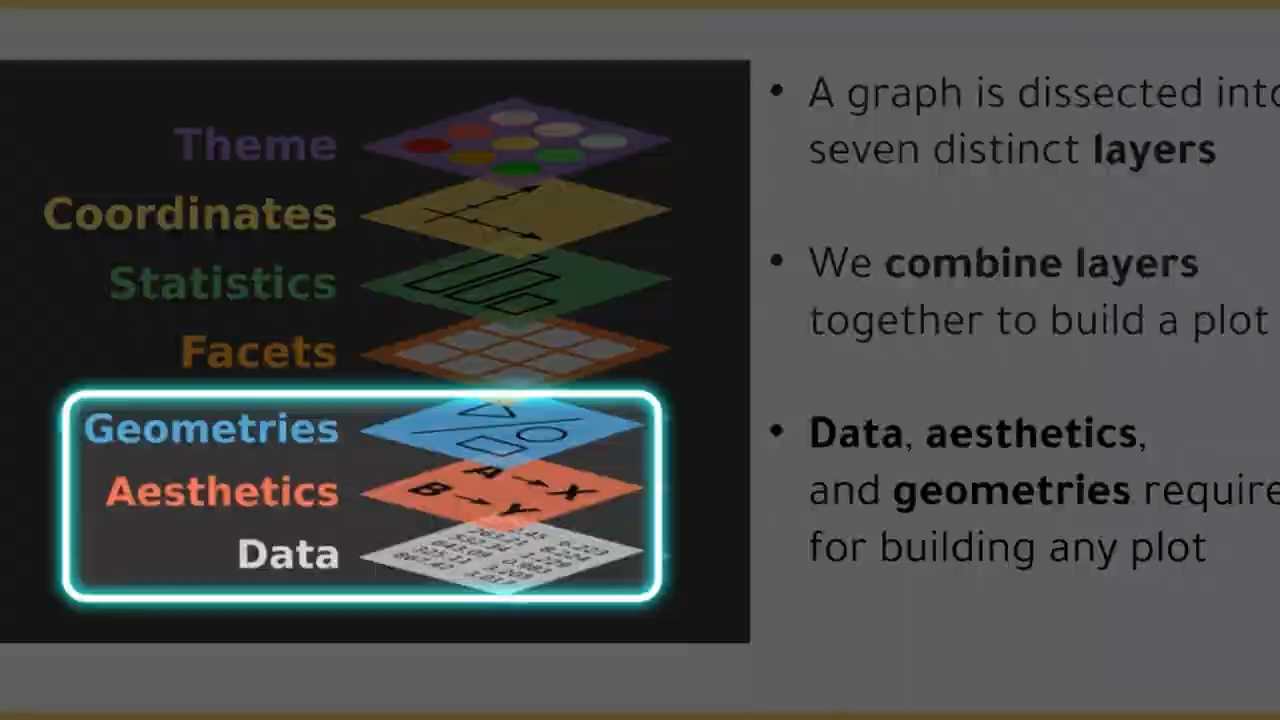 Theme
Coordinates
Statistics
Facets
Geometries
Aesthetics
Data
A → X
B → Y
• A graph is dissected into
seven distinct layers
• We combine layers
together to build a plot
• Data, aesthetics,
and geometries require
for building any plot